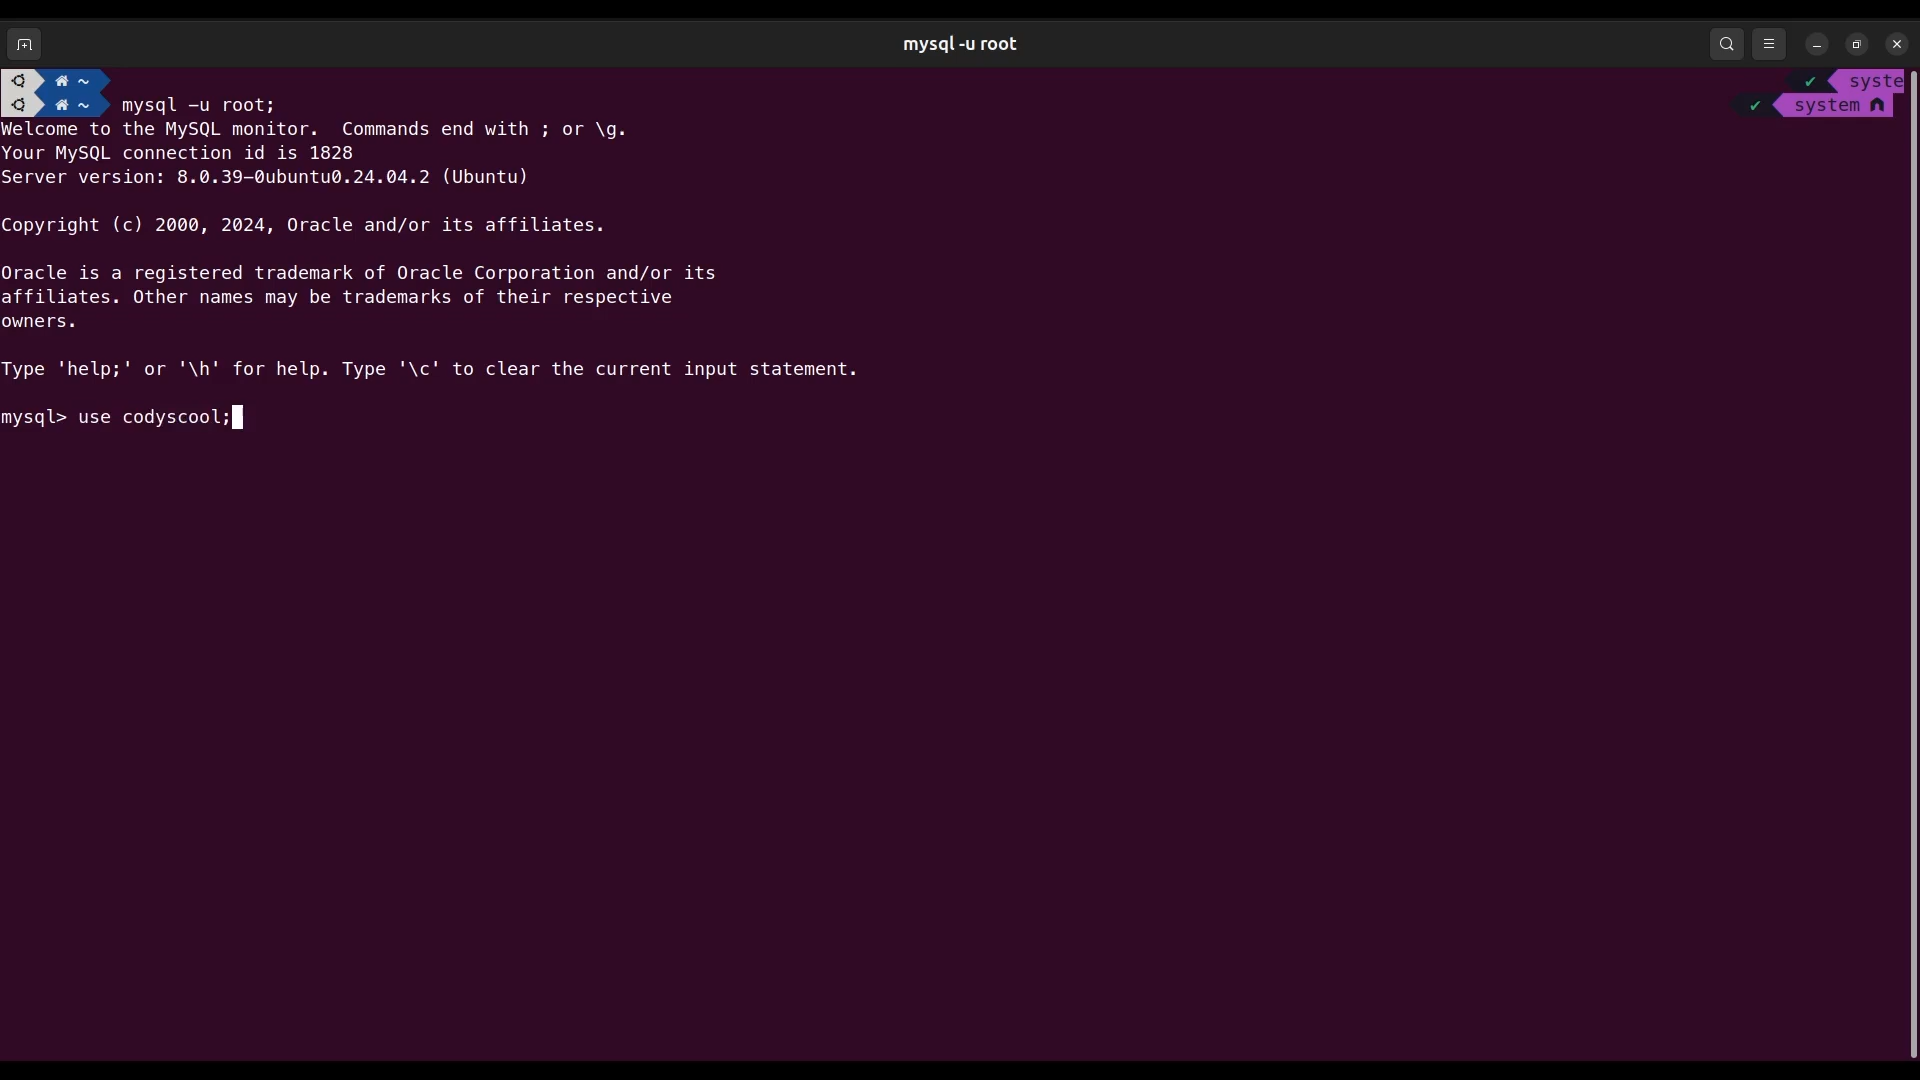 mysql -u root
~ ✔ syste
~ mysql -u root; ✔ system
Welcome to the MySQL monitor.  Commands end with ; or \g.
Your MySQL connection id is 1828
Server version: 8.0.39-0ubuntu0.24.04.2 (Ubuntu)
Copyright (c) 2000, 2024, Oracle and/or its affiliates.
Oracle is a registered trademark of Oracle Corporation and/or its
affiliates. Other names may be trademarks of their respective
owners.
Type 'help;' or '\h' for help. Type '\c' to clear the current input statement.
mysql> use codyscool;